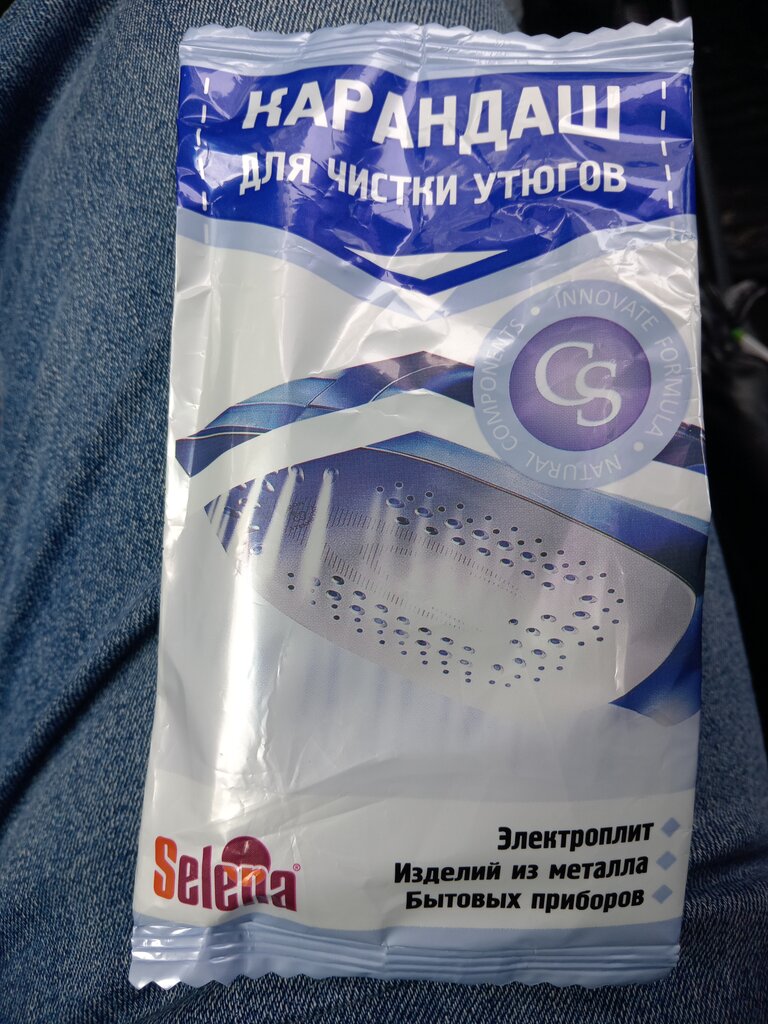 КАРАНДАШ
ДЛЯ ЧИСТКИ УТЮГОВ
INNOVATE FORMULA • NATURAL COMPONENTS •
CS
Selena®
Электроплит
Изделий из металла
Бытовых приборов